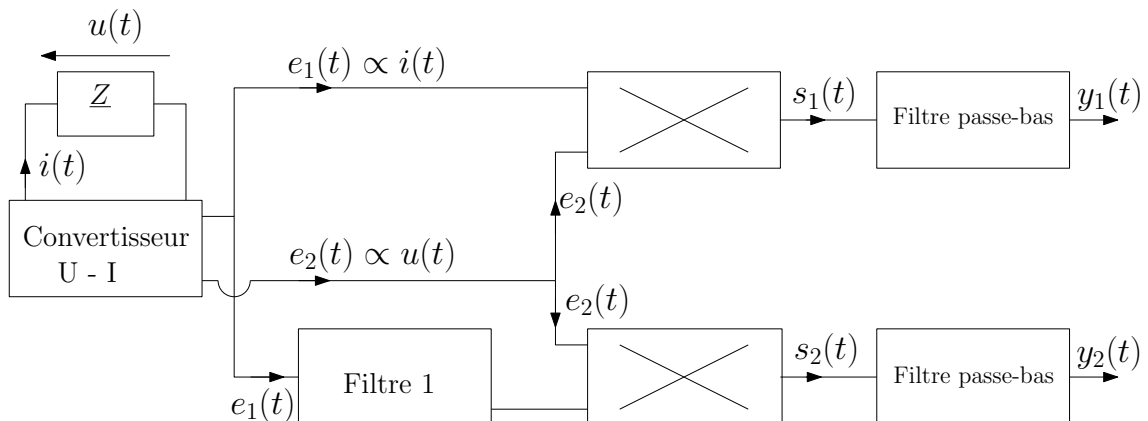 u(t)
Z
i(t)
Convertisseur
U - I
e₁(t) ∝ i(t)
e₂(t) ∝ u(t)
e₂(t)
e₂(t)
e₁(t)
Filtre 1
s₁(t)
Filtre passe-bas
y₁(t)
s₂(t)
Filtre passe-bas
y₂(t)